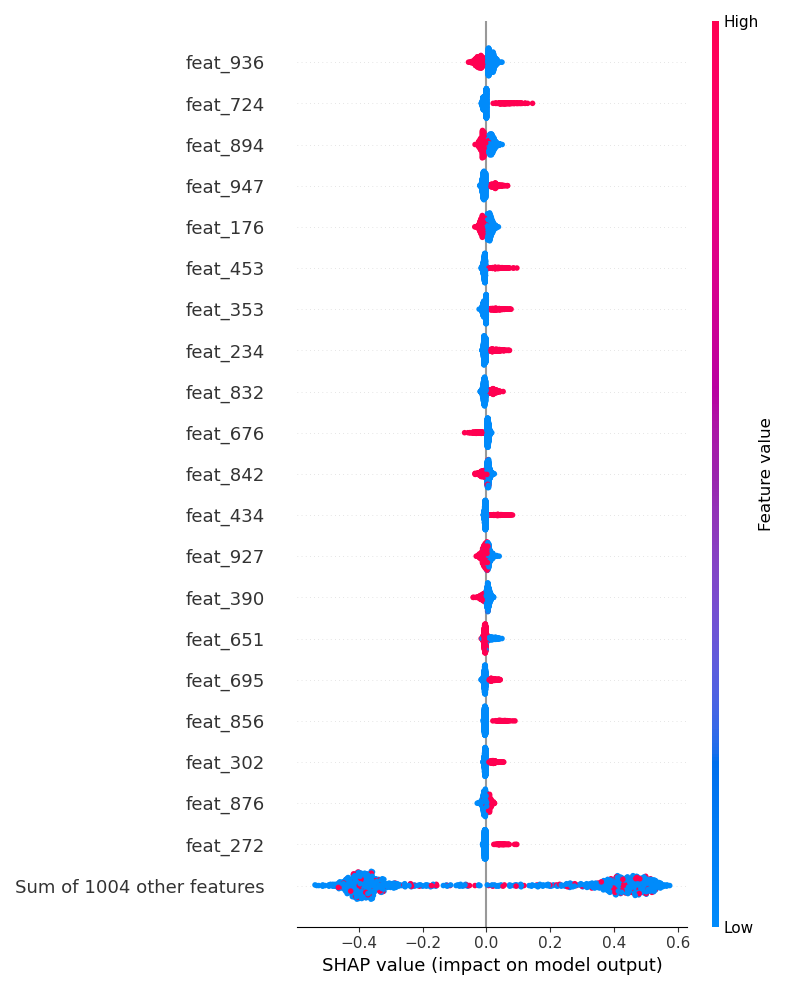 High
feat_936
feat_724
feat_894
feat_947
feat_176
feat_453
feat_353
feat_234
feat_832
feat_676
feat_842
feat_434
feat_927
feat_390
feat_651
feat_695
feat_856
feat_302
feat_876
feat_272
Sum of 1004 other features
Feature value
Low
−0.4 −0.2 0.0 0.2 0.4 0.6
SHAP value (impact on model output)